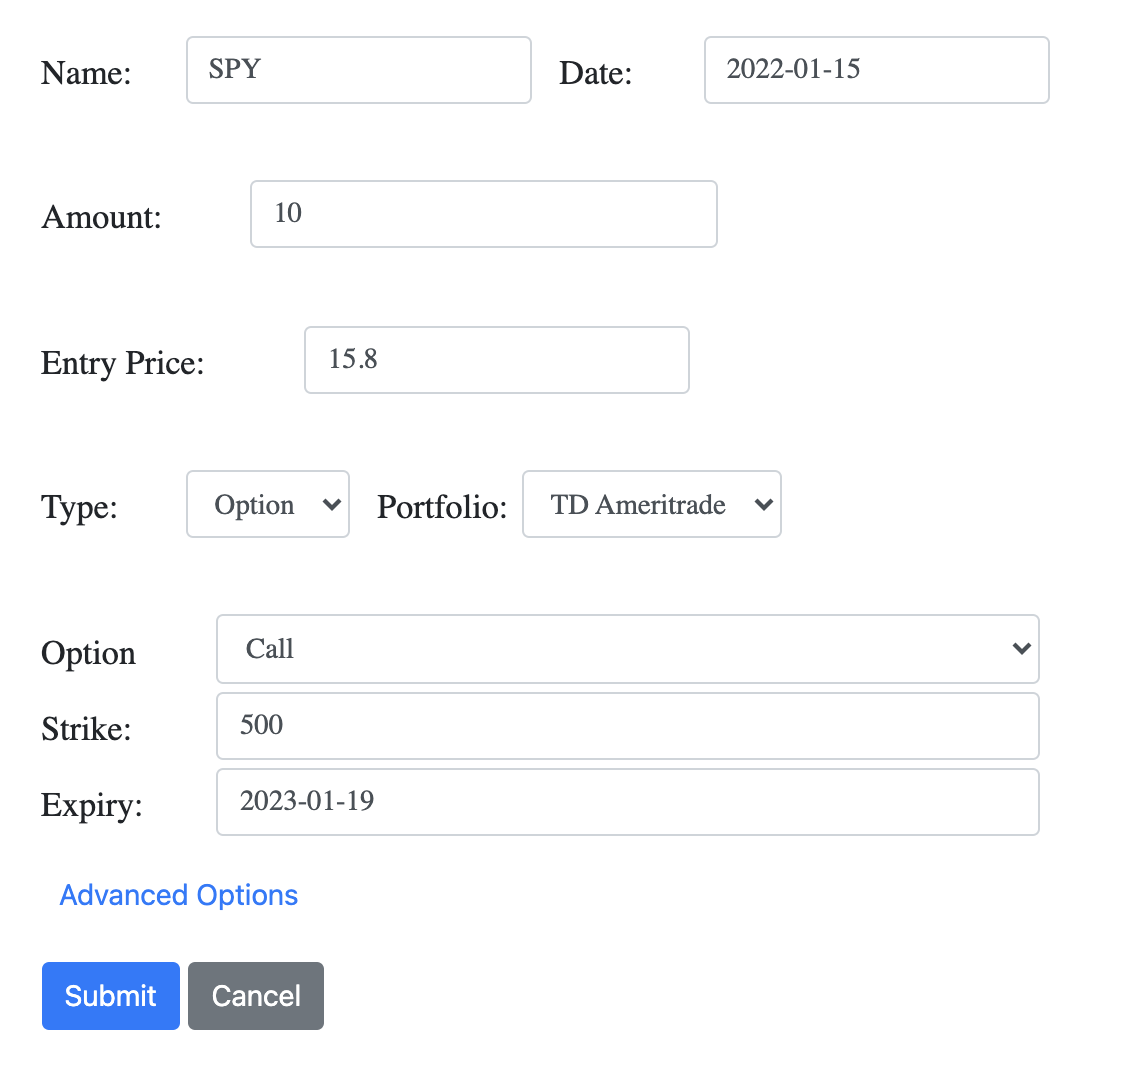 Name: SPY Date: 2022-01-15
Amount: 10
Entry Price: 15.8
Type: Option Portfolio: TD Ameritrade
Option Call
Strike: 500
Expiry: 2023-01-19
Advanced Options
Submit Cancel